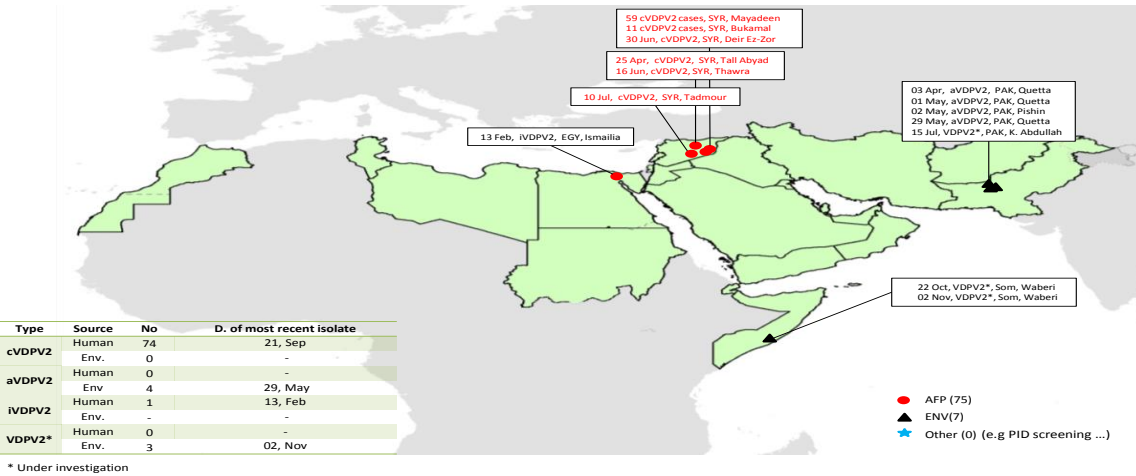 59 cVDPV2 cases, SYR, Mayadeen
11 cVDPV2 cases, SYR, Bukamal
30 Jun, cVDPV2, SYR, Deir Ez-Zor
25 Apr, cVDPV2, SYR, Tall Abyad
16 Jun, cVDPV2, SYR, Thawra
10 Jul, cVDPV2, SYR, Tadmour
13 Feb, iVDPV2, EGY, Ismailia
03 Apr, aVDPV2, PAK, Quetta
01 May, aVDPV2, PAK, Quetta
02 May, aVDPV2, PAK, Pishin
29 May, aVDPV2, PAK, Quetta
15 Jul, VDPV2*, PAK, K. Abdullah
22 Oct, VDPV2*, Som, Waberi
02 Nov, VDPV2*, Som, Waberi
Type Source No D. of most recent isolate
cVDPV2 Human 74 21, Sep
Env. 0 -
aVDPV2 Human 0 -
Env 4 29, May
iVDPV2 Human 1 13, Feb
Env. - -
VDPV2* Human 0 -
Env. 3 02, Nov
* Under investigation
AFP (75)
ENV(7)
Other (0) (e.g PID screening ...)